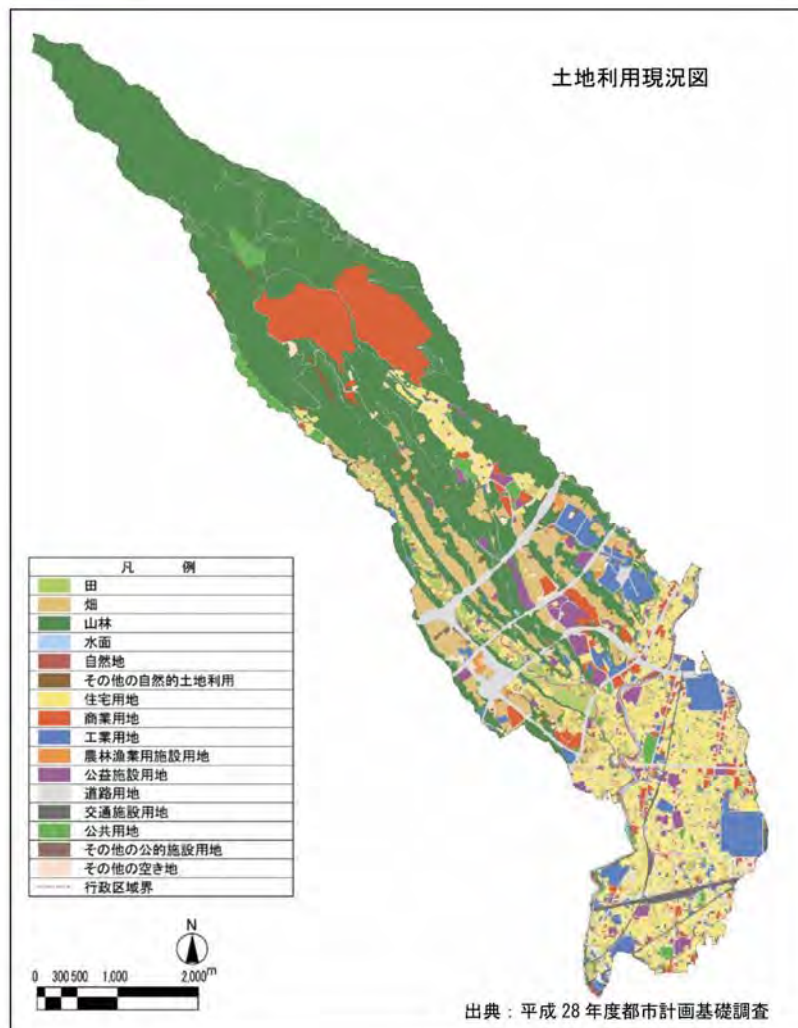 土地利用現況図
凡 例
田
畑
山林
水面
自然地
その他の自然的土地利用
住宅用地
商業用地
工業用地
農林漁業用施設用地
公益施設用地
道路用地
交通施設用地
公共用地
その他の公的施設用地
その他の空き地
行政区域界
N
0 300 500 1,000 2,000 m
出典：平成 28 年度都市計画基礎調査